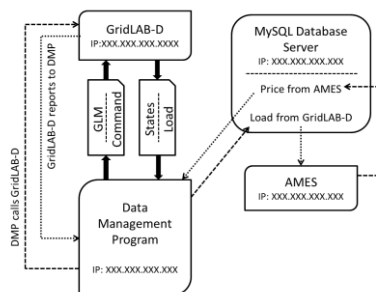 GridLAB-D
IP:XXX.XXX.XXX.XXXX
MySQL Database
Server
IP: XXX.XXX.XXX.XXX
Price from AMES
Load from GridLAB-D
DMP calls GridLAB-D
GridLAB-D reports to DMP
GLM
Command
States
Load
AMES
IP: XXX.XXX.XXX.XXX
Data
Management
Program
IP: XXX.XXX.XXX.XXX